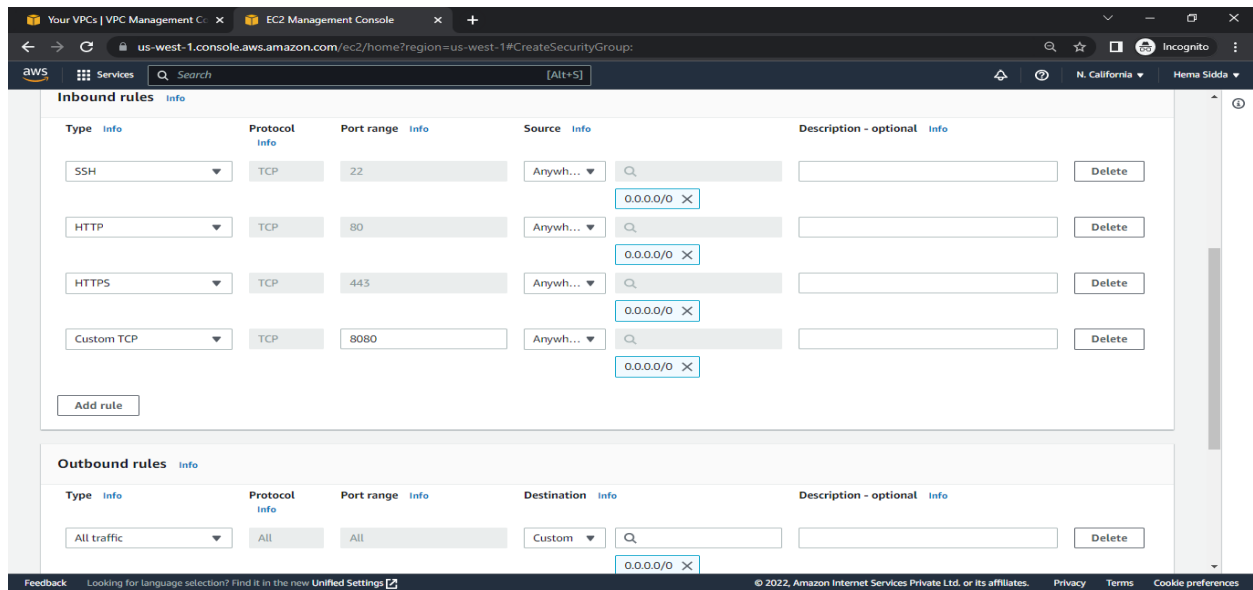 Your VPCs | VPC Management Co
EC2 Management Console
us-west-1.console.aws.amazon.com/ec2/home?region=us-west-1#CreateSecurityGroup:
Incognito
aws Services Search [Alt+S] N. California Hema Sidda
Inbound rules Info
Type Info Protocol Info Port range Info Source Info Description - optional Info
SSH TCP 22 Anywh... Delete
0.0.0.0/0
HTTP TCP 80 Anywh... Delete
0.0.0.0/0
HTTPS TCP 443 Anywh... Delete
0.0.0.0/0
Custom TCP TCP 8080 Anywh... Delete
0.0.0.0/0
Add rule
Outbound rules Info
Type Info Protocol Info Port range Info Destination Info Description - optional Info
All traffic All All Custom Delete
0.0.0.0/0
Feedback Looking for language selection? Find it in the new Unified Settings © 2022, Amazon Internet Services Private Ltd. or its affiliates. Privacy Terms Cookie preferences